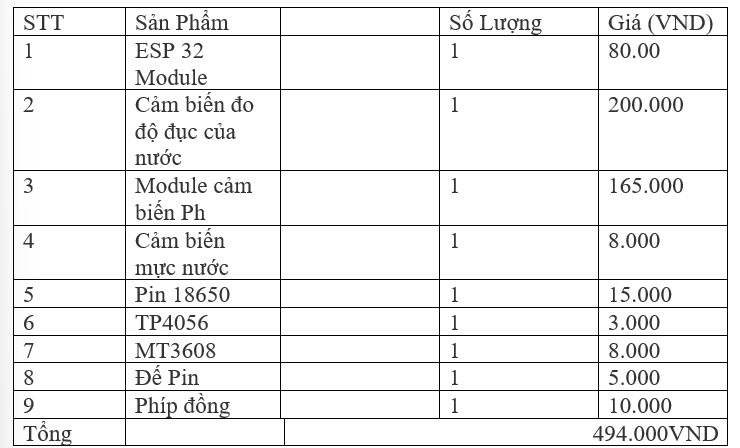 STT Sản Phẩm Số Lượng Giá (VND)
1 ESP 32 1 80.00
Module
2 Cảm biến đo 1 200.000
độ đục của
nước
3 Module cảm 1 165.000
biến Ph
4 Cảm biến 1 8.000
mực nước
5 Pin 18650 1 15.000
6 TP4056 1 3.000
7 MT3608 1 8.000
8 Đế Pin 1 5.000
9 Phíp đồng 1 10.000
Tổng 494.000VND